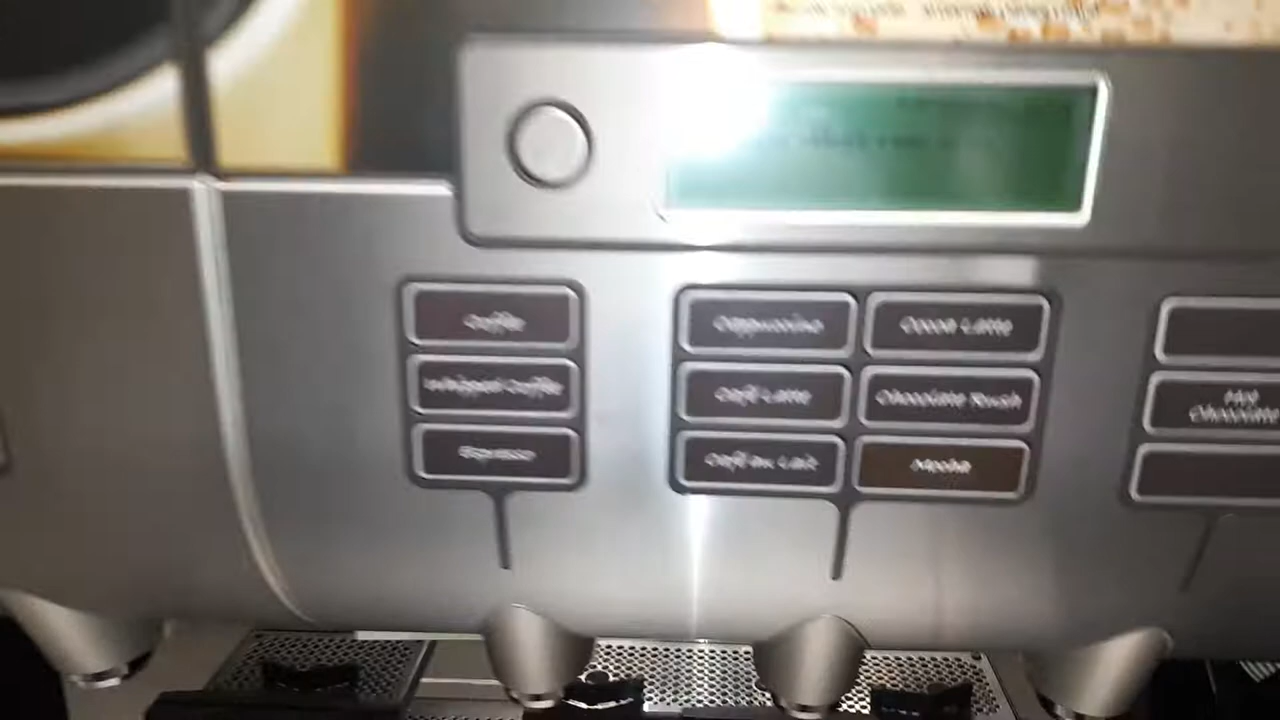 Coffee
Whipped Coffee
Espresso
Cappuccino
Café Latte
Café au Lait
Cocoa Latte
Chocolate Rush
Mocha
Hot
Chocolate